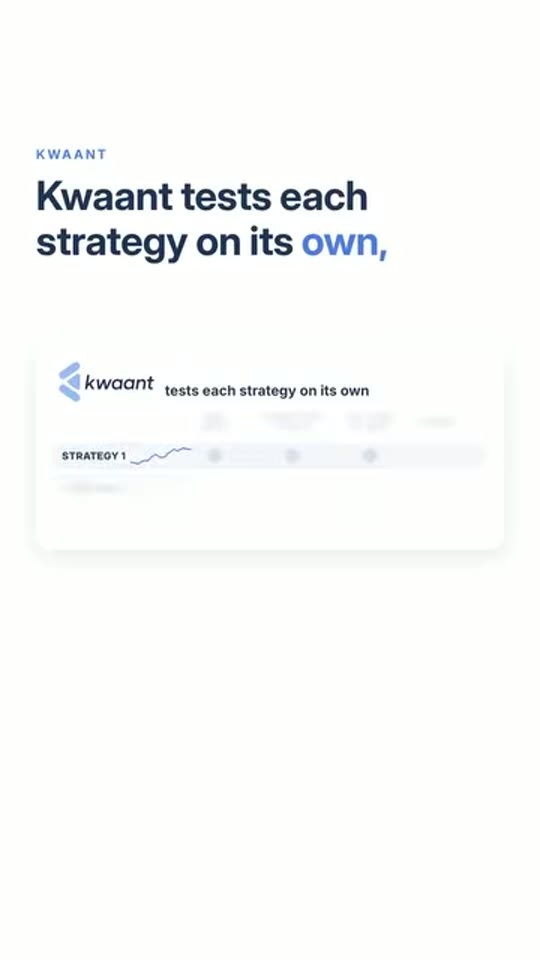 KWAANT
Kwaant tests each
strategy on its own,
kwaant tests each strategy on its own
STRATEGY 1